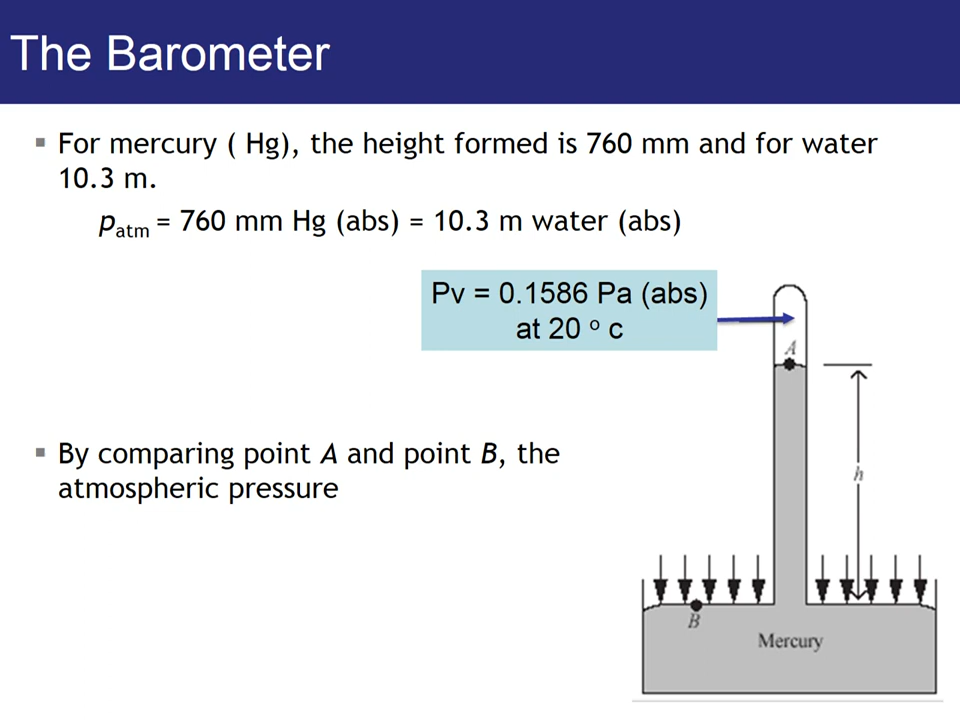 The Barometer
▪ For mercury ( Hg), the height formed is 760 mm and for water
10.3 m.
patm = 760 mm Hg (abs) = 10.3 m water (abs)
Pv = 0.1586 Pa (abs)
at 20 o c
A
h
▪ By comparing point A and point B, the
atmospheric pressure
B
Mercury